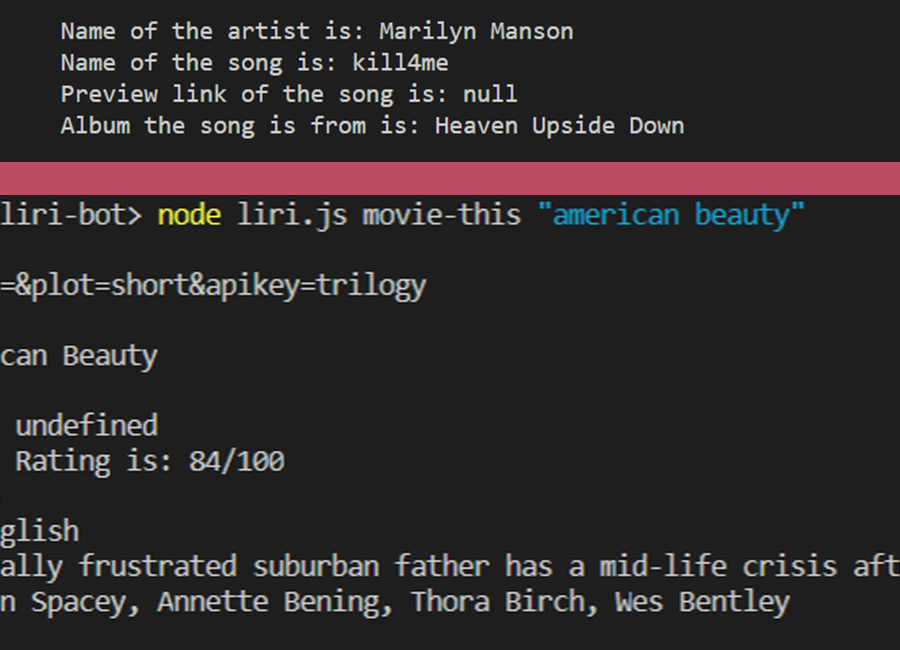 Name of the artist is: Marilyn Manson
Name of the song is: kill4me
Preview link of the song is: null
Album the song is from is: Heaven Upside Down
liri-bot> node liri.js movie-this "american beauty"
=&plot=short&apikey=trilogy
can Beauty
undefined
Rating is: 84/100
glish
ally frustrated suburban father has a mid-life crisis aft
n Spacey, Annette Bening, Thora Birch, Wes Bentley